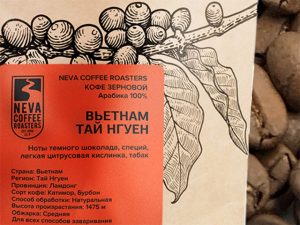 NEVA COFFEE ROASTERS
КОФЕ ЗЕРНОВОЙ
Арабика 100%
NEVA
COFFEE
ROASTERS
ВЬЕТНАМ
ТАЙ НГУЕН
Ноты темного шоколада, специй,
легкая цитрусовая кислинка, табак
Страна: Вьетнам
Регион: Тай Нгуен
Провинция: Ламдонг
Сорт кофе: Катимор, Бурбон
Способ обработки: Натуральная
Высота произрастания: 1475 м
Обжарка: Средняя
Для всех способов заваривания